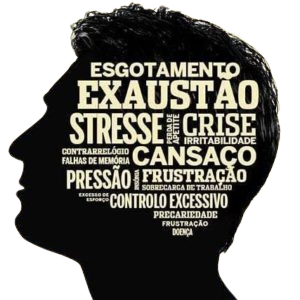 ESGOTAMENTO
EXAUSTÃO
STRESSE
PERDA DE
APETITE
CRISE
IRRITABILIDADE
CONTRARRELÓGIO
FALHAS DE MEMÓRIA
CANSAÇO
PRESSÃO
INSÓNIA
FRUSTRAÇÃO
SOBRECARGA DE TRABALHO
EXCESSO DE
ESFORÇO
CONTROLO EXCESSIVO
PRECARIEDADE
FRUSTRAÇÃO
DOENÇA